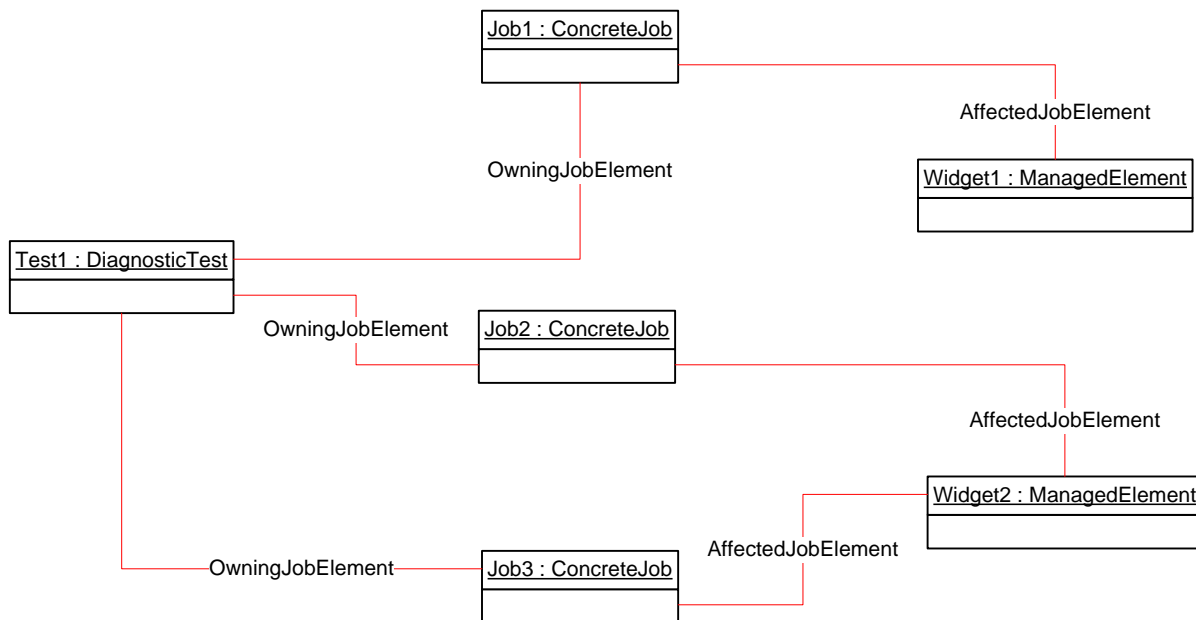 Job1 : ConcreteJob
AffectedJobElement
OwningJobElement
Widget1 : ManagedElement
Test1 : DiagnosticTest
OwningJobElement
Job2 : ConcreteJob
AffectedJobElement
Widget2 : ManagedElement
AffectedJobElement
OwningJobElement
Job3 : ConcreteJob